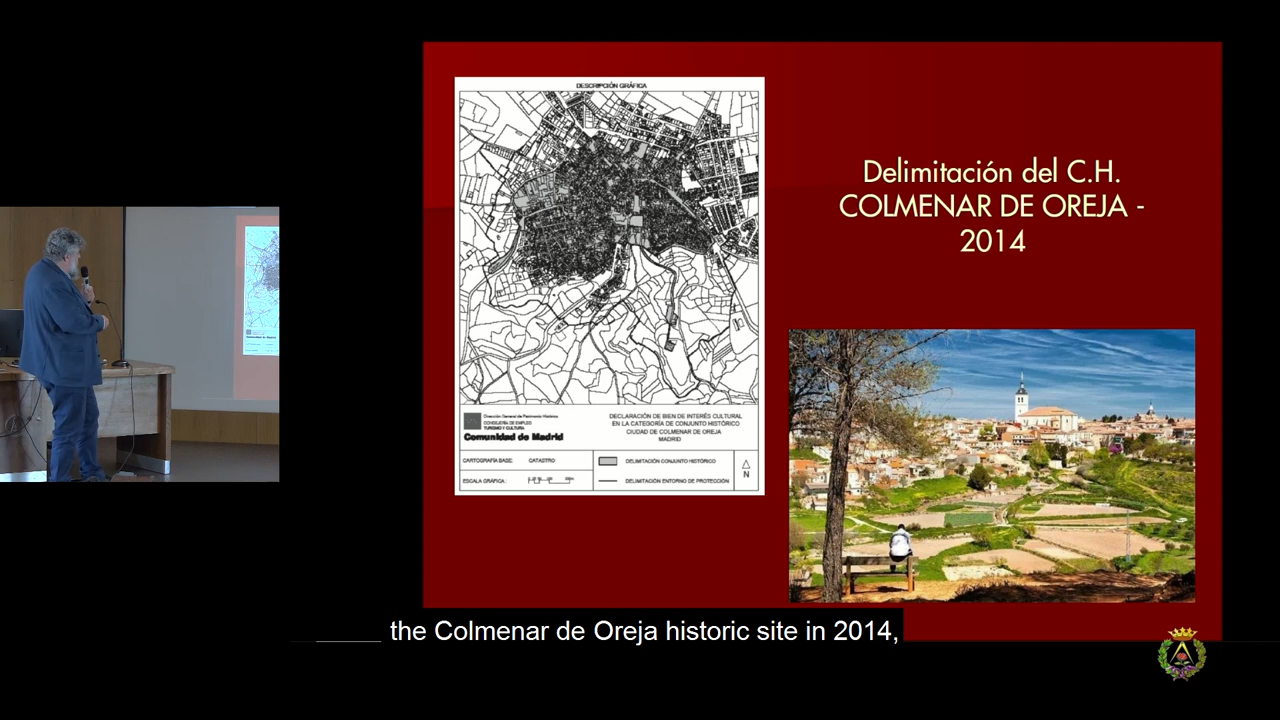 DESCRIPCIÓN GRÁFICA
Dirección General de Patrimonio Histórico
CONSEJERÍA DE EMPLEO
TURISMO Y CULTURA
Comunidad de Madrid
DECLARACIÓN DE BIEN DE INTERÉS CULTURAL
EN LA CATEGORÍA DE CONJUNTO HISTÓRICO
CIUDAD DE COLMENAR DE OREJA
MADRID
CARTOGRAFÍA BASE: CATASTRO
ESCALA GRÁFICA:
DELIMITACIÓN CONJUNTO HISTÓRICO
DELIMITACIÓN ENTORNO DE PROTECCIÓN
N
Delimitación del C.H.
COLMENAR DE OREJA -
2014
the Colmenar de Oreja historic site in 2014,